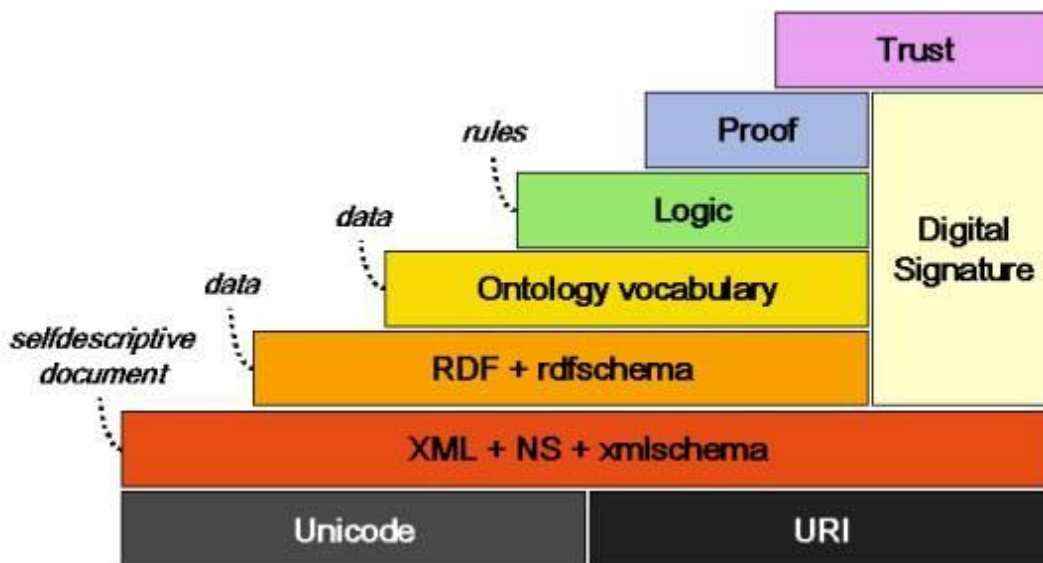 Trust
Proof
rules
Logic
data
Digital
Signature
Ontology vocabulary
data
selfdescriptive
document
RDF + rdfschema
XML + NS + xmlschema
Unicode
URI